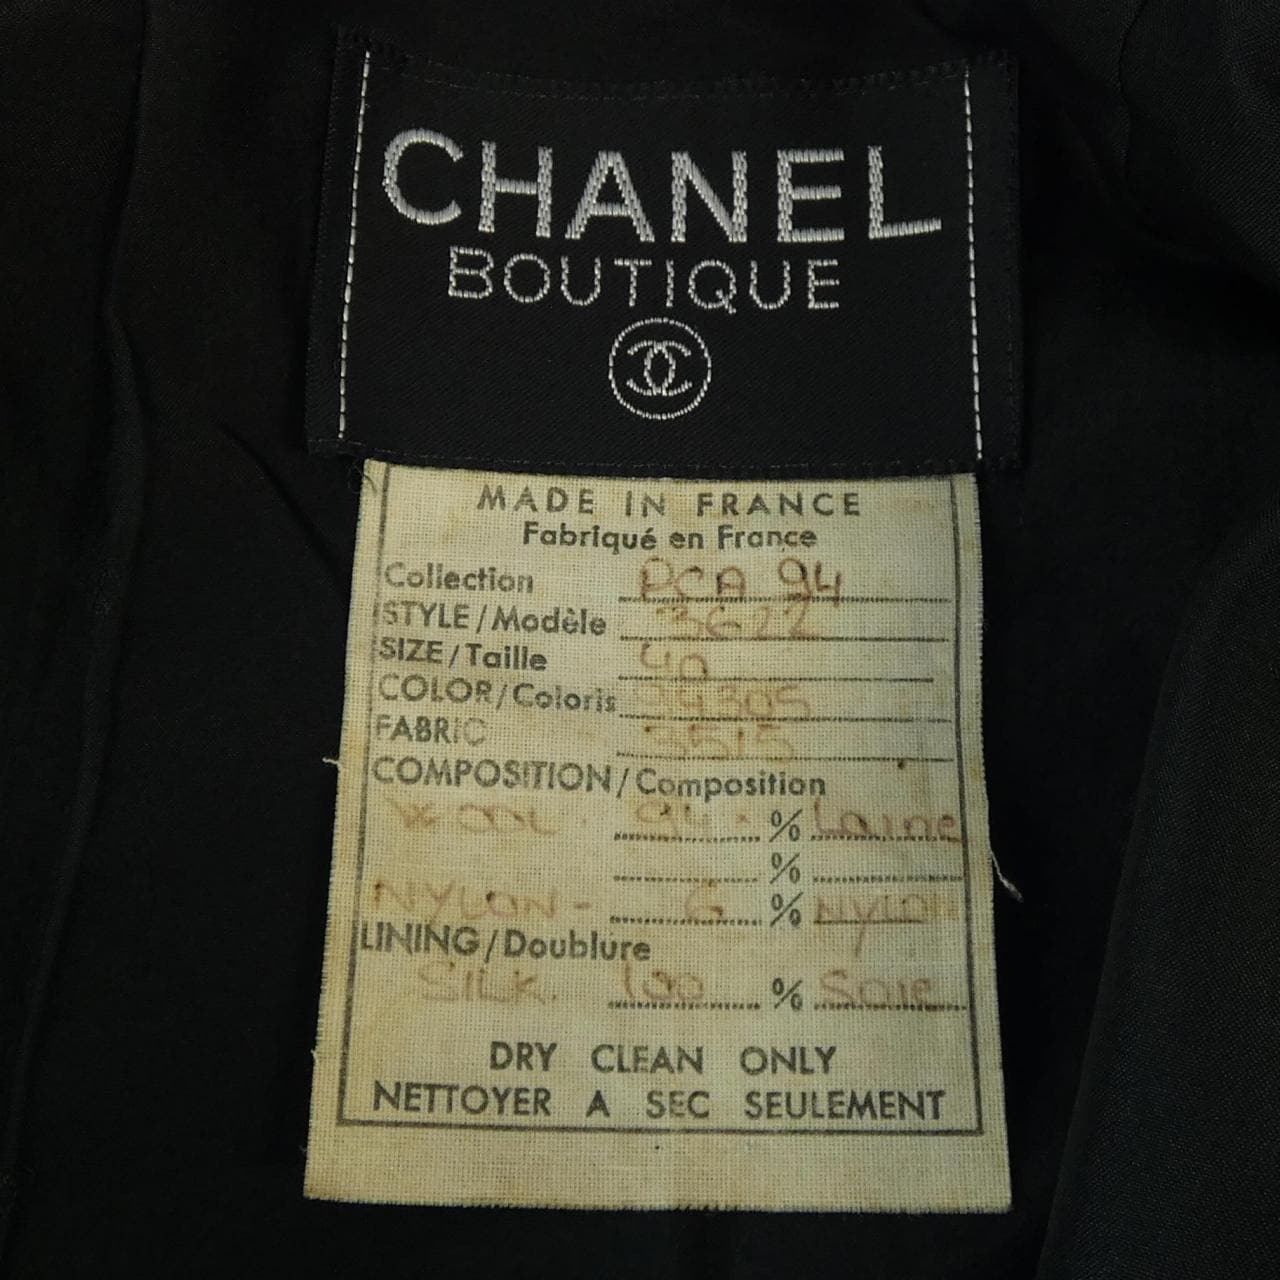 CHANEL
BOUTIQUE
MADE IN FRANCE
Fabriqué en France
Collection PCA 94
STYLE/Modèle 3622
SIZE/Taille 40
COLOR/Coloris 94305
FABRIC 3515
COMPOSITION/Composition
WOOL. 94. % Laine
%
NYLON- 6 % NYLON
LINING/Doublure
SILK. 100 % Soie
DRY CLEAN ONLY
NETTOYER A SEC SEULEMENT